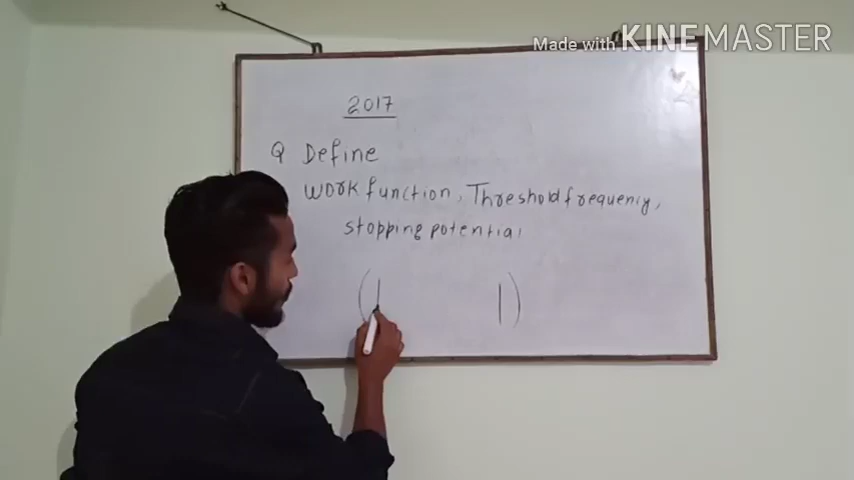 Made with KINEMASTER
2017
Q Define
Work function, Threshold frequency,
stopping potential